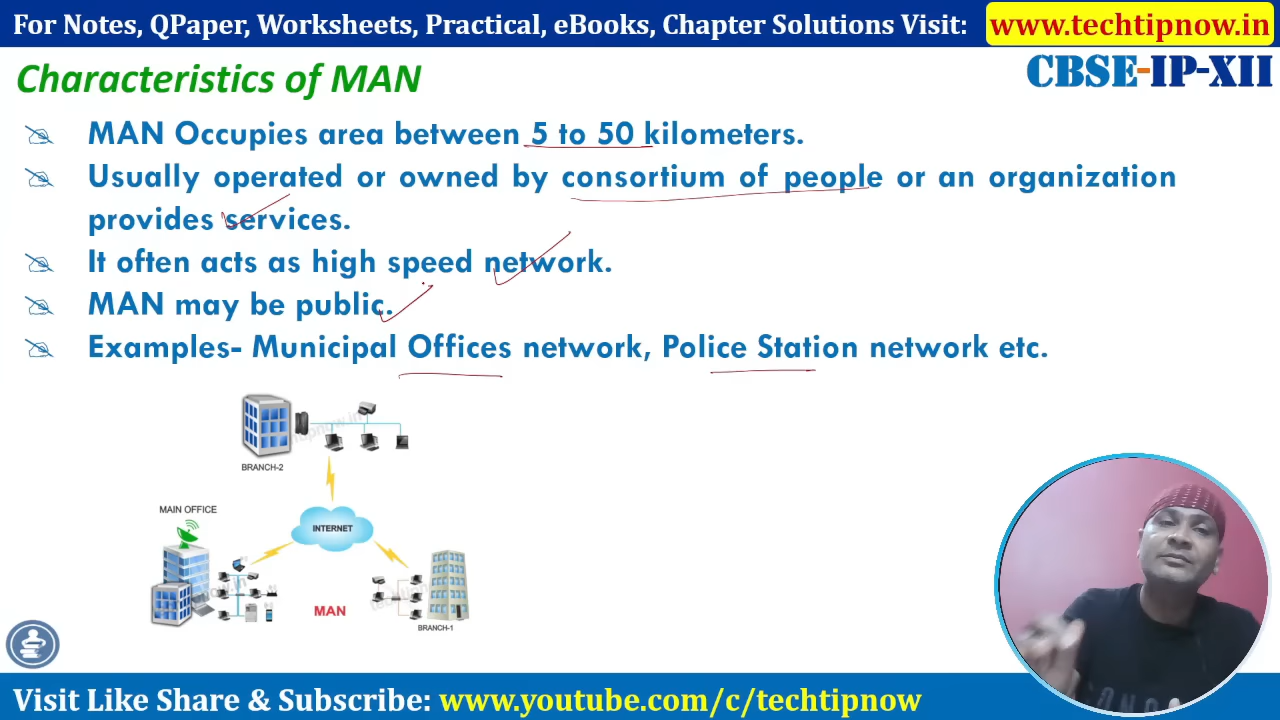 For Notes, QPaper, Worksheets, Practical, eBooks, Chapter Solutions Visit: www.techtipnow.in
Characteristics of MAN
CBSE-IP-XII
MAN Occupies area between 5 to 50 kilometers.
Usually operated or owned by consortium of people or an organization
provides services.
It often acts as high speed network.
MAN may be public.
Examples- Municipal Offices network, Police Station network etc.
BRANCH-2
MAIN OFFICE
INTERNET
MAN
BRANCH-1
Visit Like Share & Subscribe: www.youtube.com/c/techtipnow